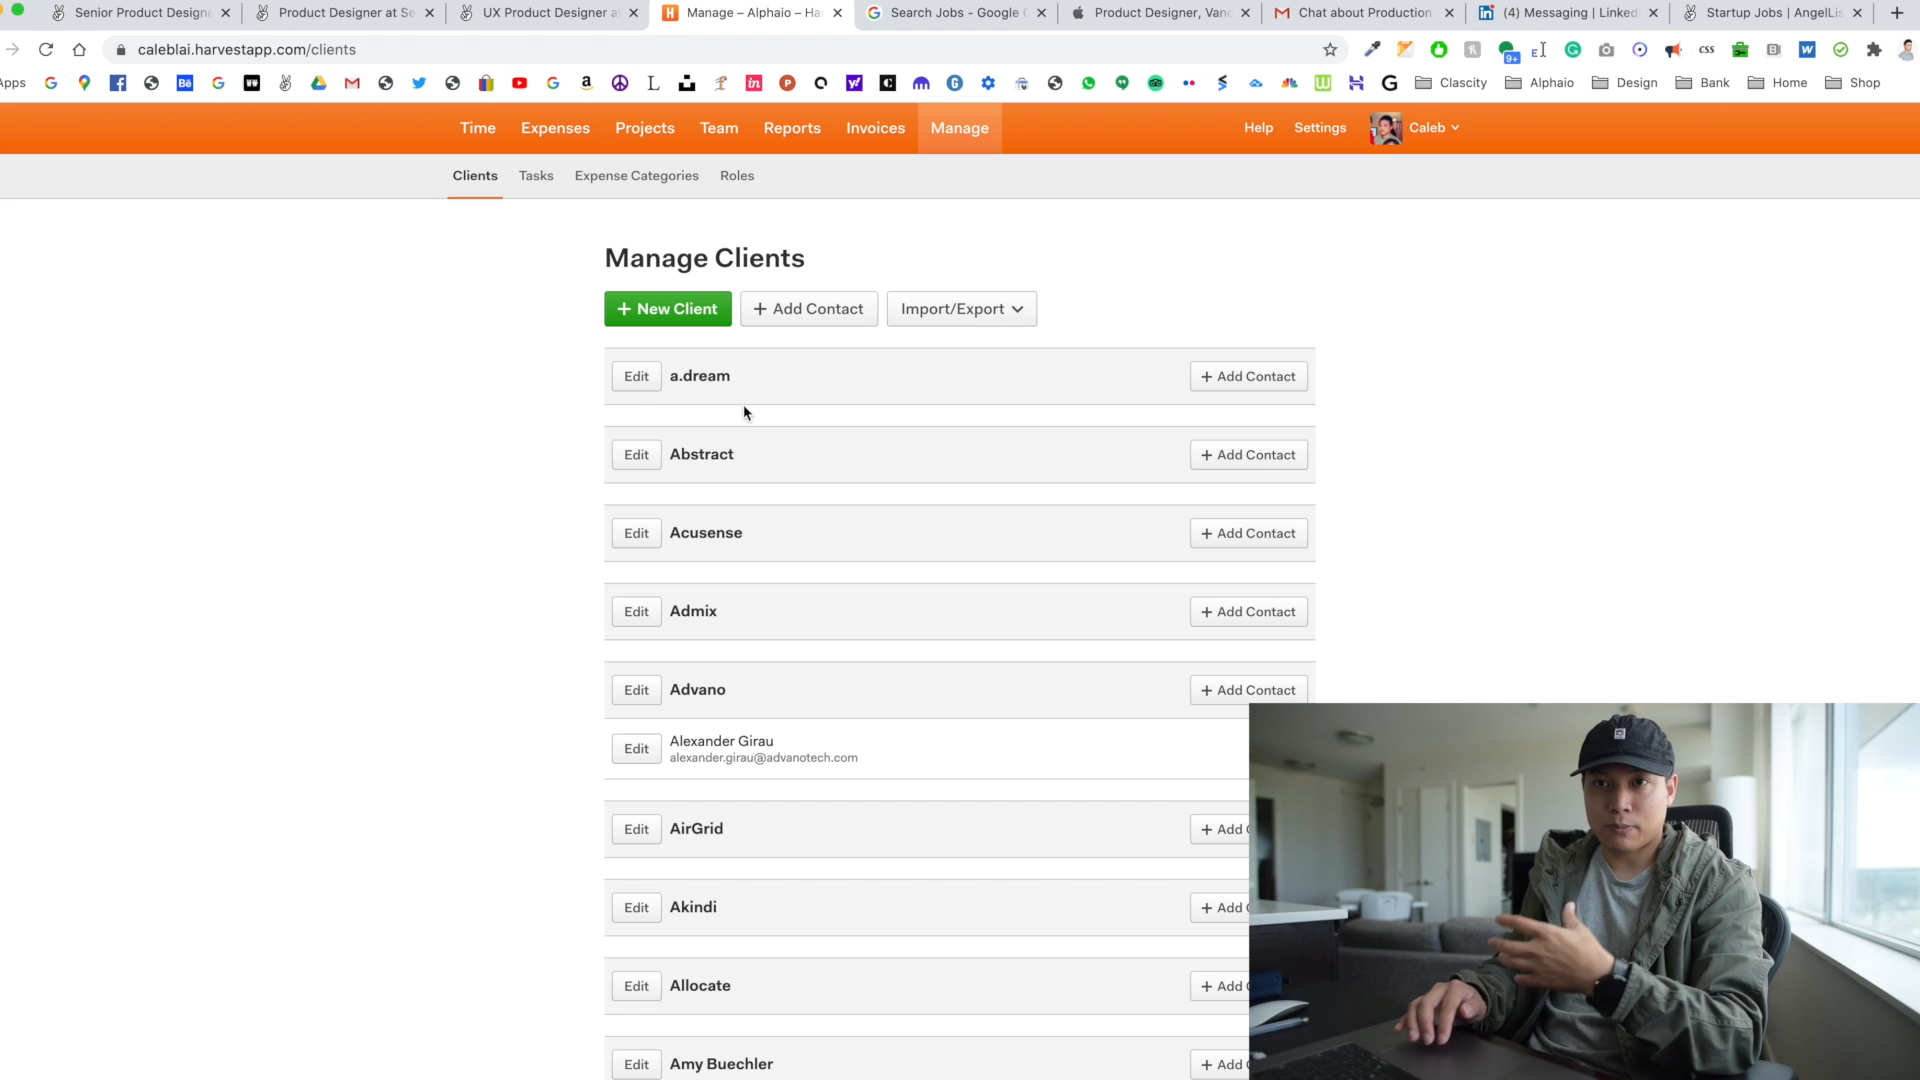 Senior Product Designe
Product Designer at Se
UX Product Designer a
Manage – Alphaio – Ha
Search Jobs - Google C
Product Designer, Vanc
Chat about Production
(4) Messaging | Linked
Startup Jobs | AngelLis
caleblai.harvestapp.com/clients
Apps
Clascity
Alphaio
Design
Bank
Home
Shop
Time
Expenses
Projects
Team
Reports
Invoices
Manage
Help
Settings
Caleb
Clients
Tasks
Expense Categories
Roles
Manage Clients
+ New Client
+ Add Contact
Import/Export
Edit a.dream + Add Contact
Edit Abstract + Add Contact
Edit Acusense + Add Contact
Edit Admix + Add Contact
Edit Advano + Add Contact
Edit Alexander Girau
alexander.girau@advanotech.com
Edit AirGrid + Add
Edit Akindi + Add
Edit Allocate + Add
Edit Amy Buechler + Add